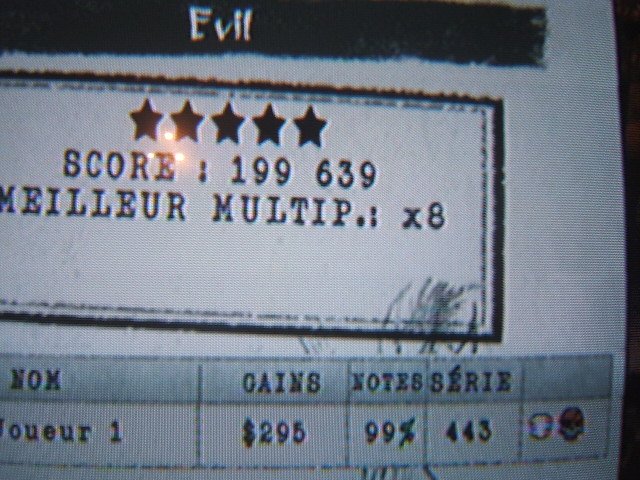 Evil
SCORE : 199 639
MEILLEUR MULTIP.: x8
NOM GAINS NOTES SÉRIE
Joueur 1 $295 99% 443